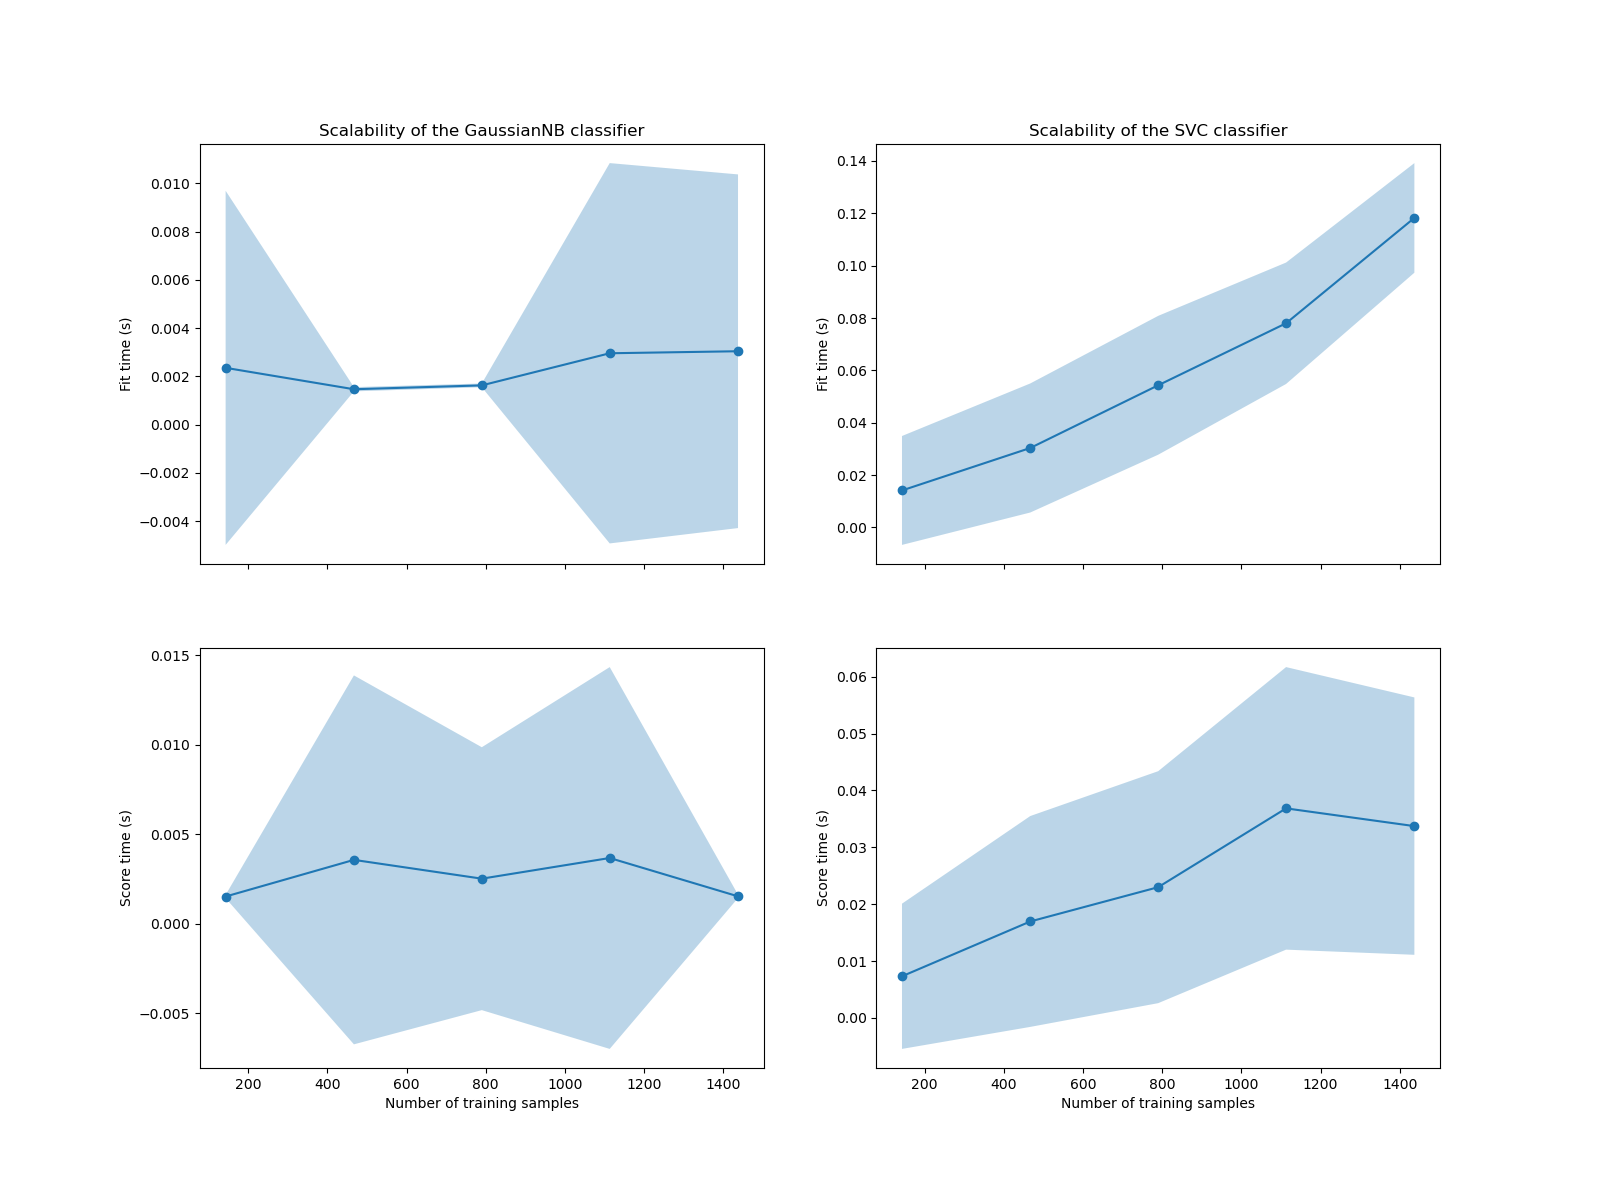 Scalability of the GaussianNB classifier
Fit time (s)
0.010
0.008
0.006
0.004
0.002
0.000
−0.002
−0.004
Scalability of the SVC classifier
Fit time (s)
0.14
0.12
0.10
0.08
0.06
0.04
0.02
0.00
Score time (s)
0.015
0.010
0.005
0.000
−0.005
200 400 600 800 1000 1200 1400
Number of training samples
Score time (s)
0.06
0.05
0.04
0.03
0.02
0.01
0.00
200 400 600 800 1000 1200 1400
Number of training samples